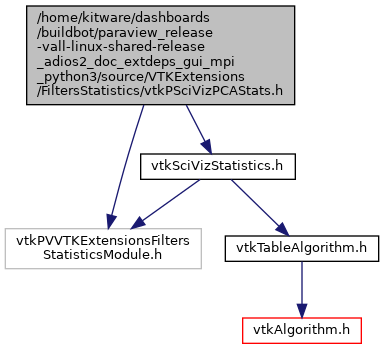 /home/kitware/dashboards
/buildbot/paraview_release
-vall-linux-shared-release
_adios2_doc_extdeps_gui_mpi
_python3/source/VTKExtensions
/FiltersStatistics/vtkPSciVizPCAStats.h
vtkSciVizStatistics.h
vtkPVVTKExtensionsFilters
StatisticsModule.h
vtkTableAlgorithm.h
vtkAlgorithm.h